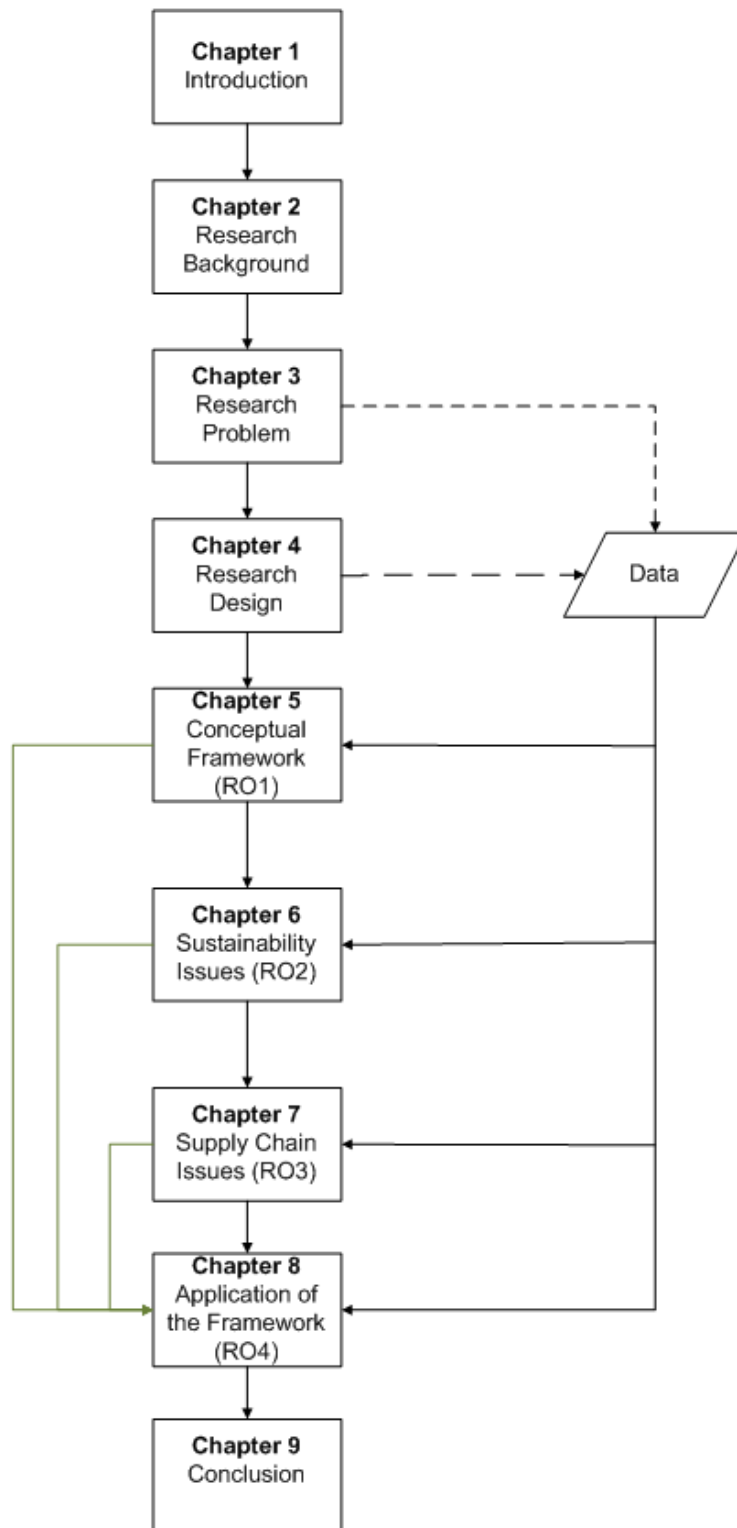 Chapter 1
Introduction
Chapter 2
Research
Background
Chapter 3
Research
Problem
Chapter 4
Research
Design
Data
Chapter 5
Conceptual
Framework
(RO1)
Chapter 6
Sustainability
Issues (RO2)
Chapter 7
Supply Chain
Issues (RO3)
Chapter 8
Application of
the Framework
(RO4)
Chapter 9
Conclusion